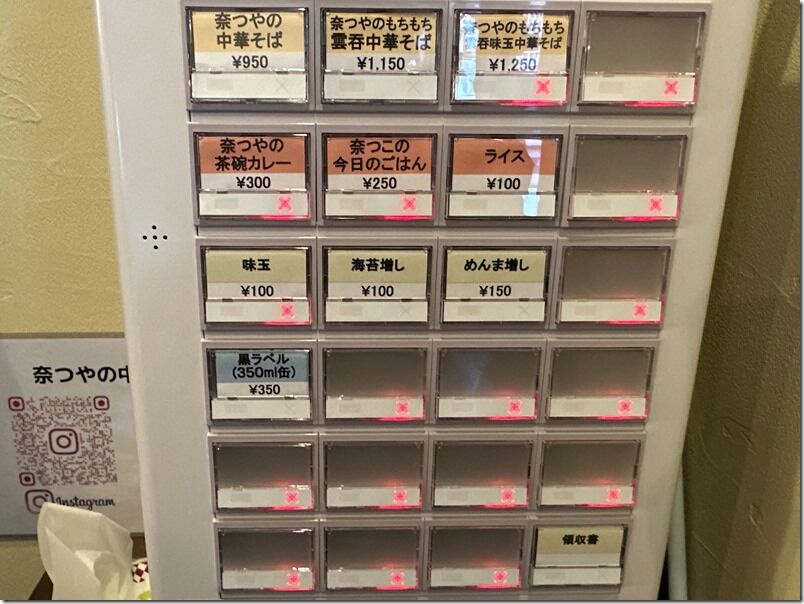 奈つやの
中華そば
¥950
奈つやのもちもち
雲呑中華そば
¥1,150
奈つやのもちもち
雲呑味玉中華そば
¥1,250
奈つやの
茶碗カレー
¥300
奈つこの
今日のごはん
¥250
ライス
¥100
味玉
¥100
海苔増し
¥100
めんま増し
¥150
黒ラベル
(350ml缶)
¥350
領収書
奈つやの中
Instagram